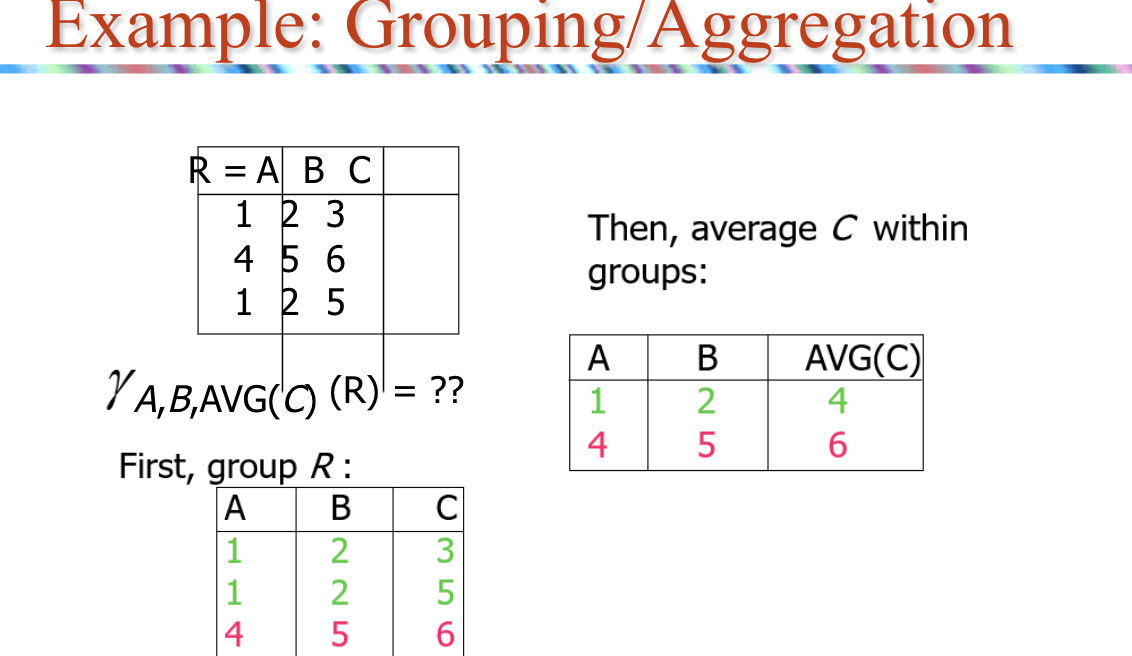 Example: Grouping/Aggregation
R = A B C
1 2 3
4 5 6
1 2 5
γ A,B,AVG(C) (R) = ??
First, group R :
A B C
1 2 3
1 2 5
4 5 6
Then, average C within
groups:
A B AVG(C)
1 2 4
4 5 6